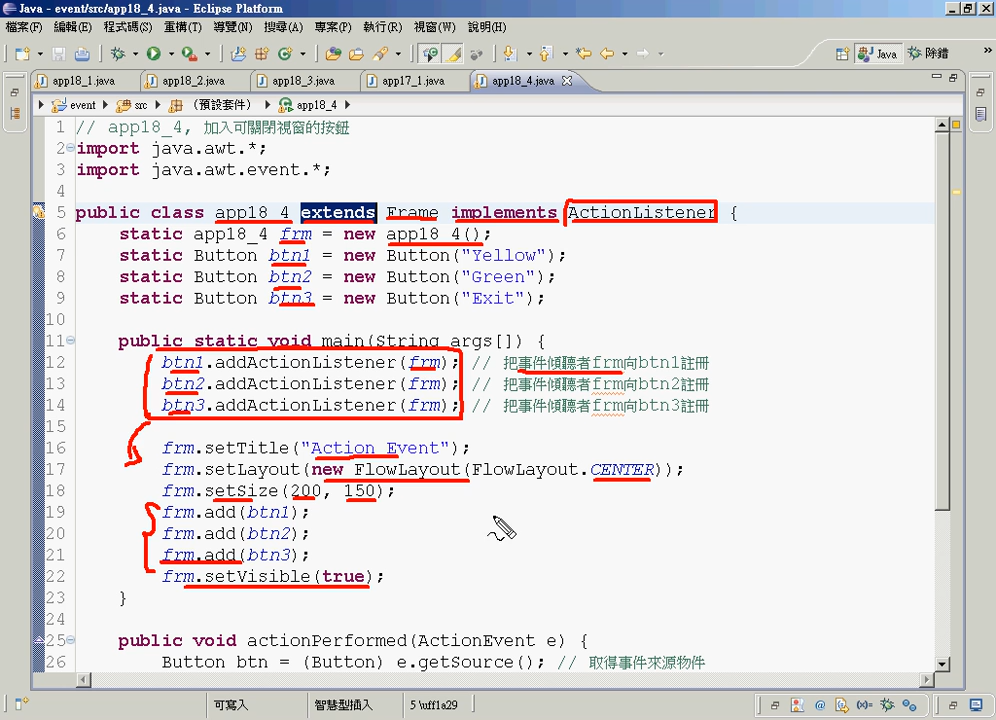 Java - event/src/app18_4.java - Eclipse Platform
檔案(F) 編輯(E) 程式碼(S) 重構(T) 導覽(N) 搜尋(A) 專案(P) 執行(R) 視窗(W) 說明(H)
Java 除錯 »
app18_1.java app18_2.java app18_3.java app17_1.java app18_4.java
event src (預設套件) app18_4
1 // app18_4, 加入可關閉視窗的按鈕
2 import java.awt.*;
3 import java.awt.event.*;
4
5 public class app18_4 extends Frame implements ActionListener {
6 static app18_4 frm = new app18_4();
7 static Button btn1 = new Button("Yellow");
8 static Button btn2 = new Button("Green");
9 static Button btn3 = new Button("Exit");
10
11 public static void main(String args[]) {
12 btn1.addActionListener(frm); // 把事件傾聽者frm向btn1註冊
13 btn2.addActionListener(frm); // 把事件傾聽者frm向btn2註冊
14 btn3.addActionListener(frm); // 把事件傾聽者frm向btn3註冊
15
16 frm.setTitle("Action Event");
17 frm.setLayout(new FlowLayout(FlowLayout.CENTER));
18 frm.setSize(200, 150);
19 frm.add(btn1);
20 frm.add(btn2);
21 frm.add(btn3);
22 frm.setVisible(true);
23 }
24
25 public void actionPerformed(ActionEvent e) {
26 Button btn = (Button) e.getSource(); // 取得事件來源物件
可寫入 智慧型插入 5 \uff1a29